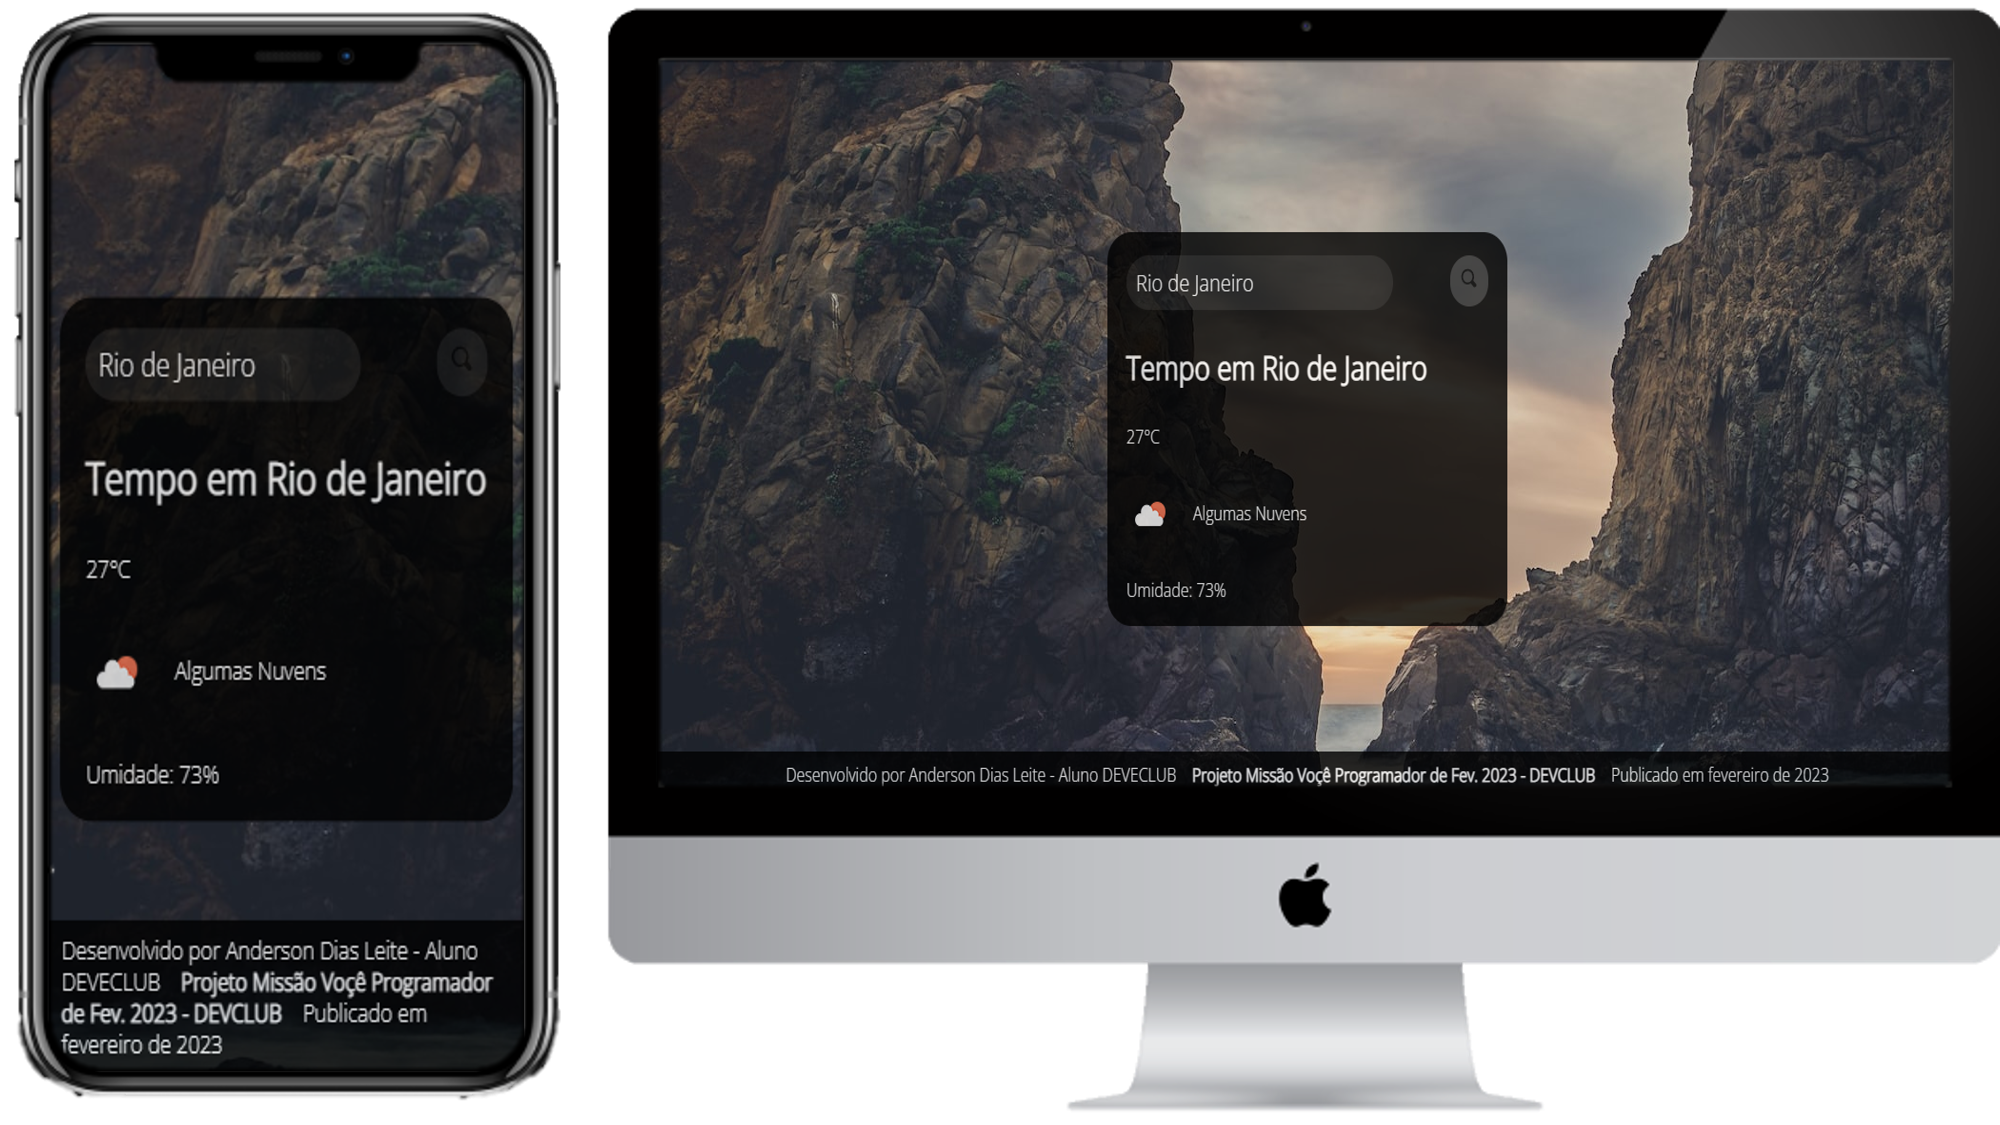 Rio de Janeiro
Tempo em Rio de Janeiro
27°C
Algumas Nuvens
Umidade: 73%
Desenvolvido por Anderson Dias Leite - Aluno
DEVECLUB Projeto Missão Voçê Programador
de Fev. 2023 - DEVCLUB Publicado em
fevereiro de 2023
Rio de Janeiro
Tempo em Rio de Janeiro
27°C
Algumas Nuvens
Umidade: 73%
Desenvolvido por Anderson Dias Leite - Aluno DEVECLUB Projeto Missão Voçê Programador de Fev. 2023 - DEVCLUB Publicado em fevereiro de 2023